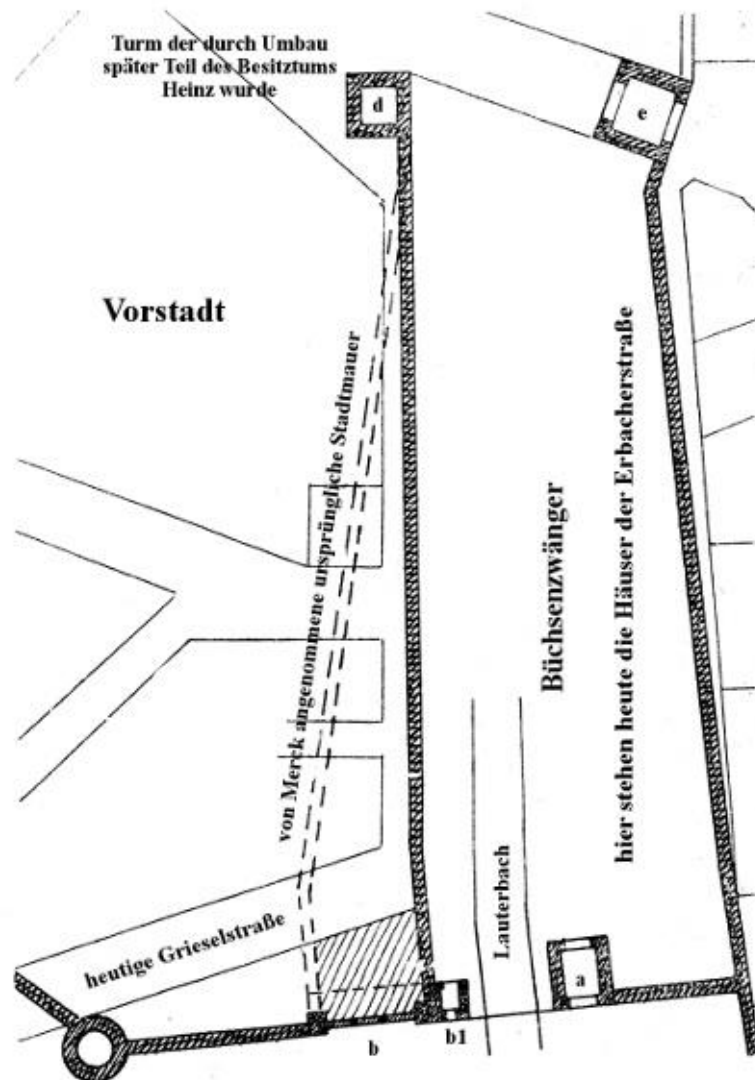 Turm der durch Umbau
später Teil des Besitztums
Heinz wurde
d
e
Vorstadt
von Merck angenommene ursprüngliche Stadtmauer
Büchsenzwänger
hier stehen heute die Häuser der Erbacherstraße
Lauterbach
heutige Grieselstraße
a
b
b1